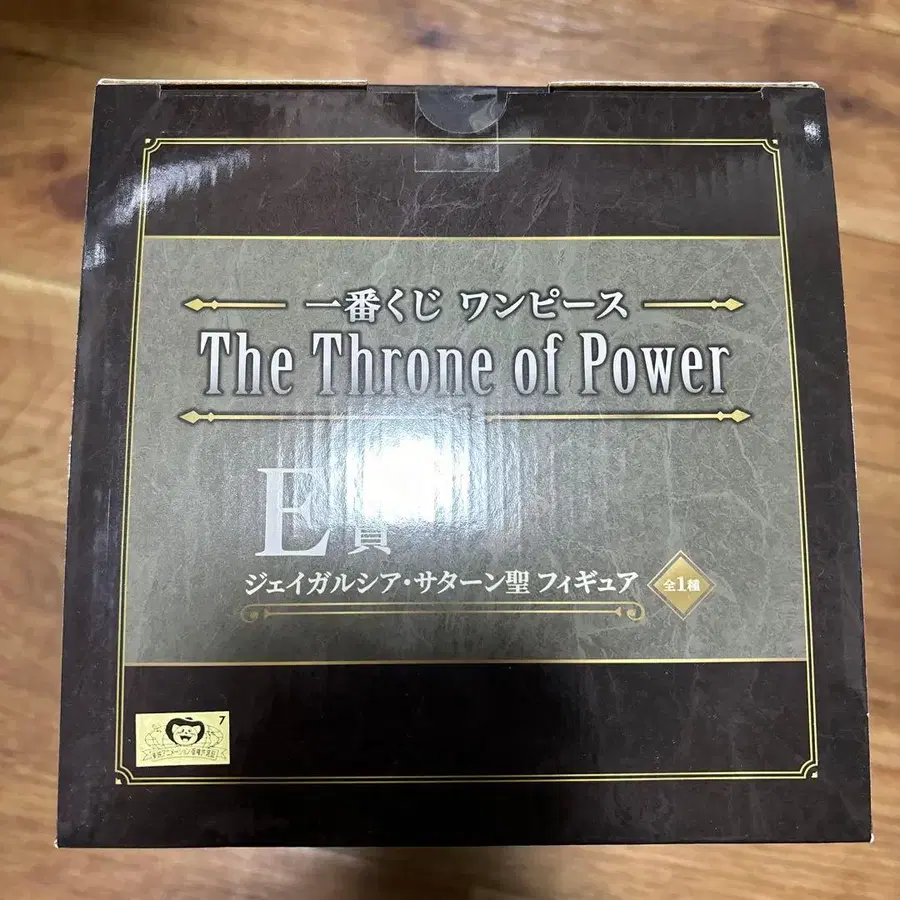 一番くじ ワンピース
The Throne of Power
E賞
ジェイガルシア・サターン聖 フィギュア 全1種
7